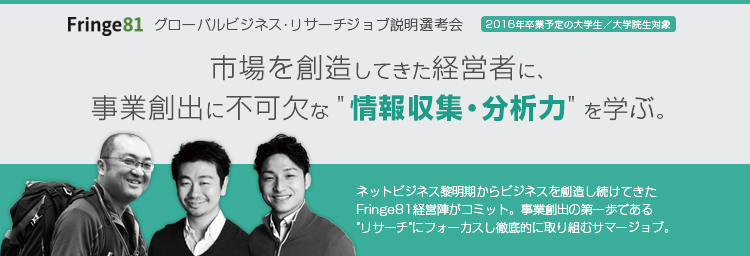 Fringe81 グローバルビジネス・リサーチジョブ説明選考会 2016年卒業予定の大学生／大学院生対象
市場を創造してきた経営者に、
事業創出に不可欠な "情報収集・分析力" を学ぶ。
ネットビジネス黎明期からビジネスを創造し続けてきた
Fringe81経営陣がコミット。事業創出の第一歩である
"リサーチ"にフォーカスし徹底的に取り組むサマージョブ。